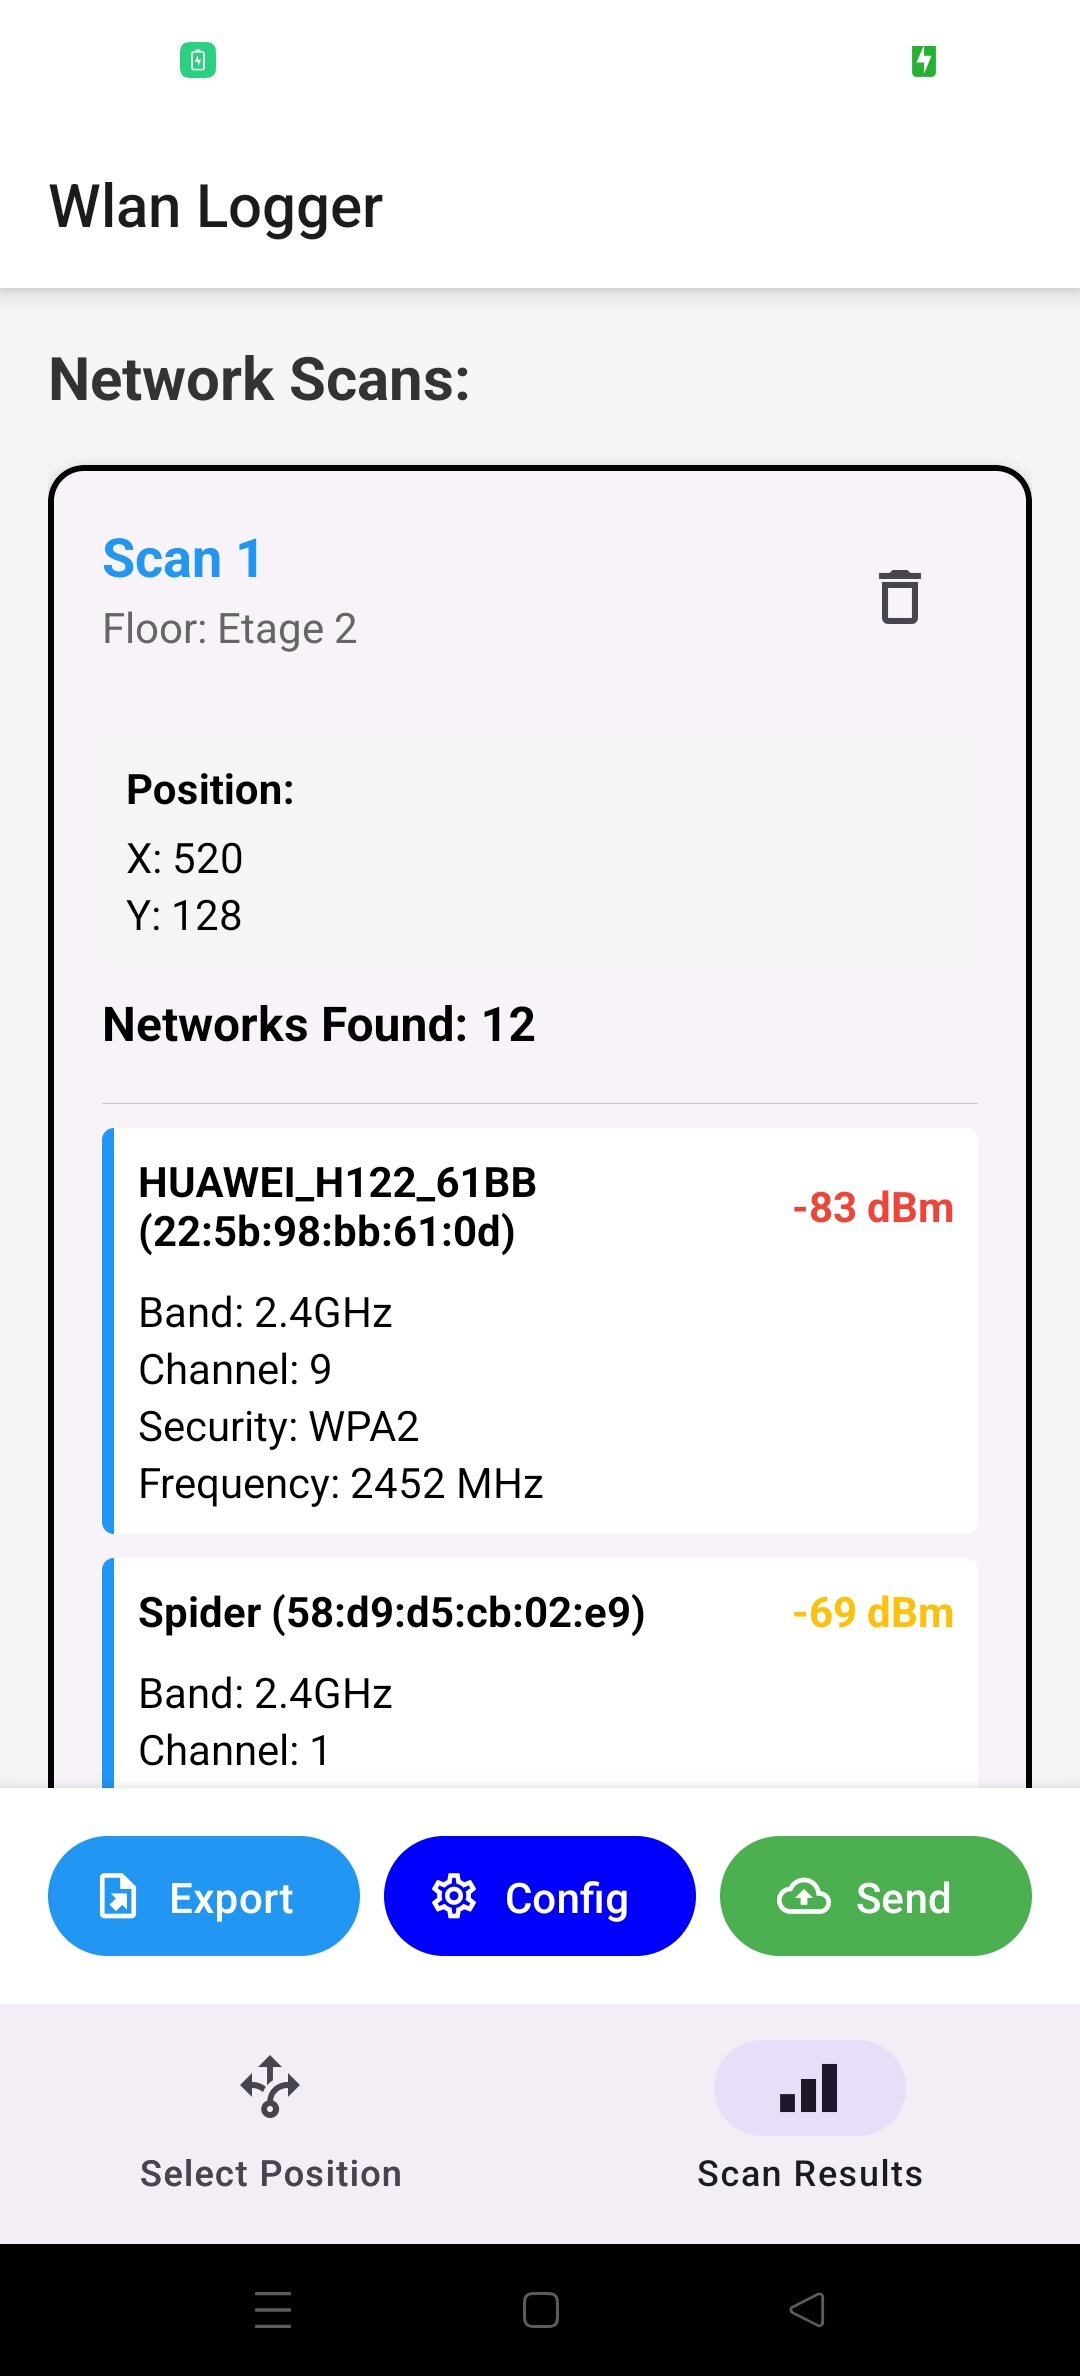 Wlan Logger
Network Scans:
Scan 1
Floor: Etage 2
Position:
X: 520
Y: 128
Networks Found: 12
HUAWEI_H122_61BB
(22:5b:98:bb:61:0d)
-83 dBm
Band: 2.4GHz
Channel: 9
Security: WPA2
Frequency: 2452 MHz
Spider (58:d9:d5:cb:02:e9)
-69 dBm
Band: 2.4GHz
Channel: 1
Export
Config
Send
Select Position
Scan Results